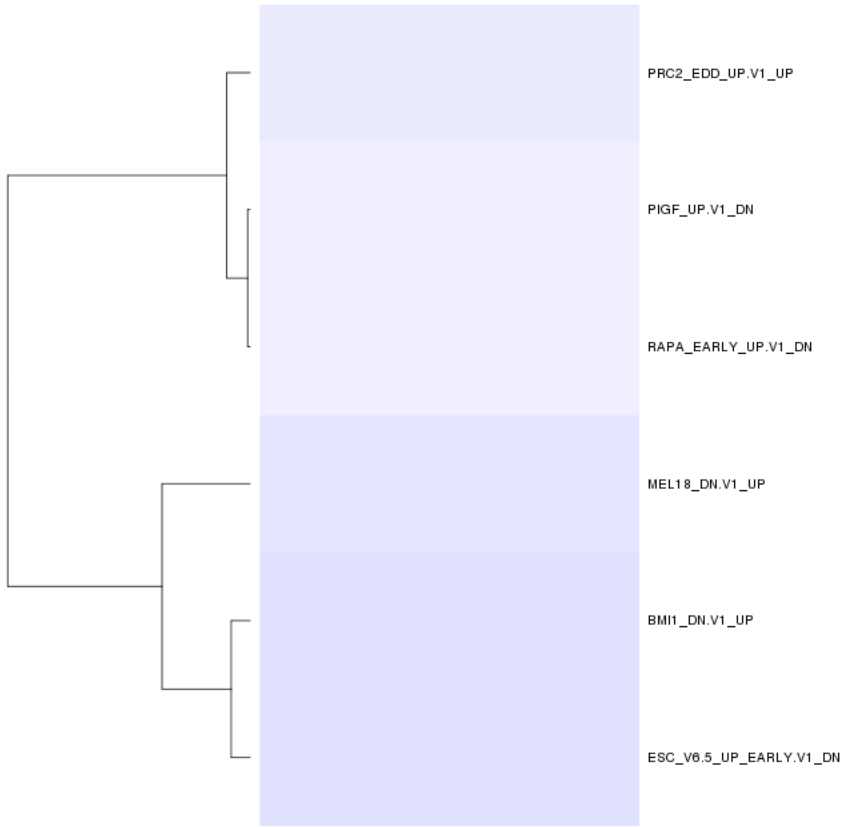 PRC2_EDD_UP.V1_UP
PIGF_UP.V1_DN
RAPA_EARLY_UP.V1_DN
MEL18_DN.V1_UP
BMI1_DN.V1_UP
ESC_V6.5_UP_EARLY.V1_DN